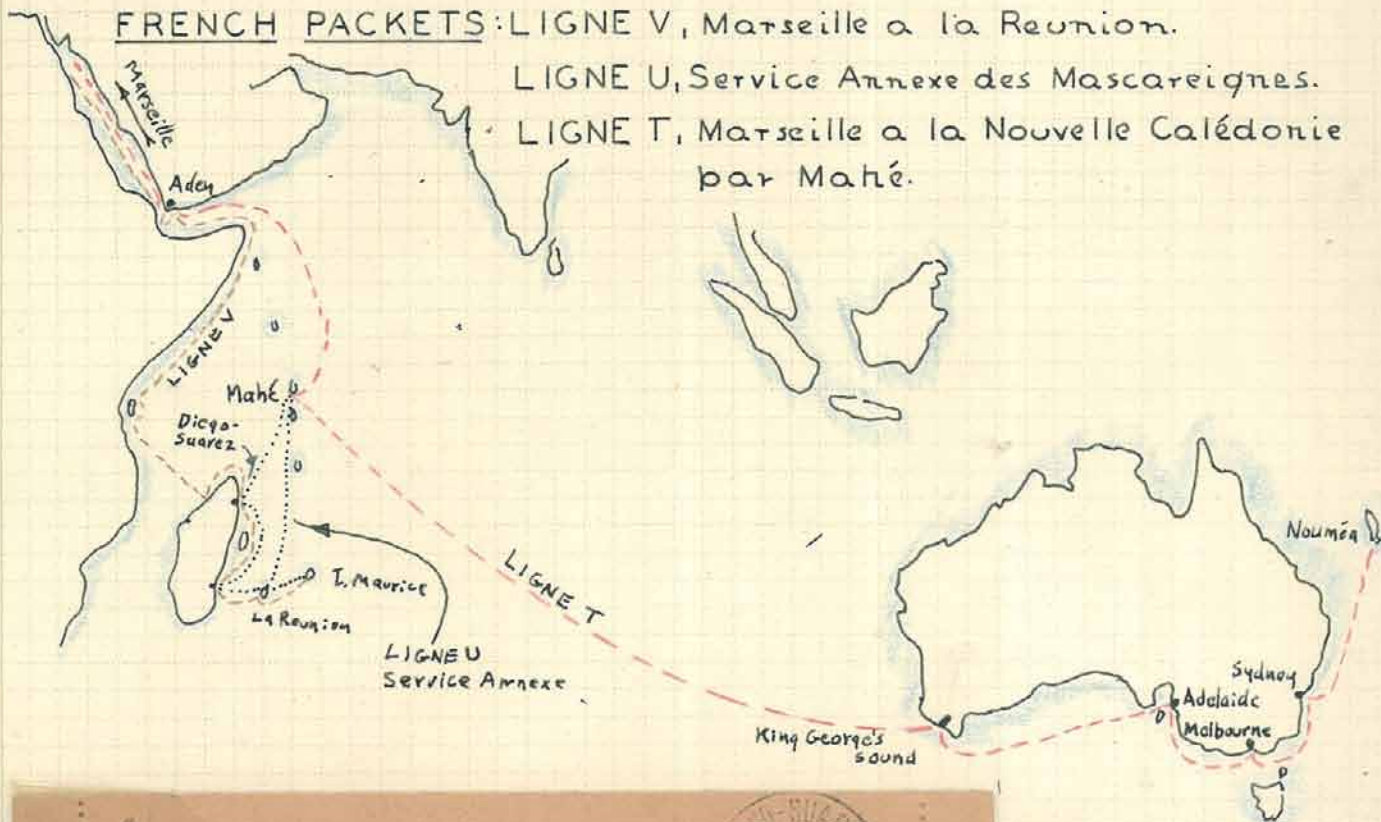 FRENCH PACKETS: LIGNE V, Marseille a la Reunion.
LIGNE U, Service Annexe des Mascareignes.
LIGNE T, Marseille a la Nouvelle Calédonie
par Mahé.
Marseille
Aden
LIGNE V
Mahé
Diego-
Suarez
I. Maurice
La Reunion
LIGNE U
Service Annexe
LIGNE T
Nouméa
Sydney
Adelaide
Melbourne
King George's
sound